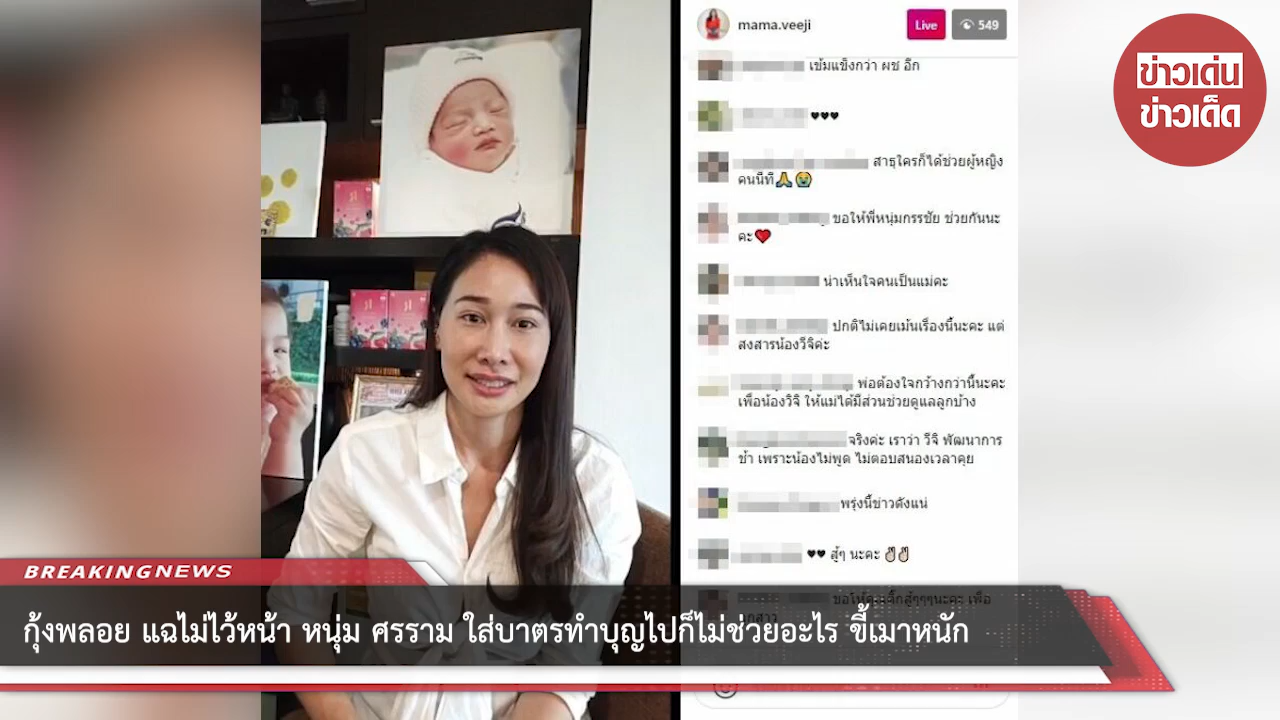 mama.veeji
Live
549
ข่าวเด่น
ข่าวเด็ด
เข้มแข็งกว่า ผช อีก
♥♥♥
สาธุใครก็ได้ช่วยผู้หญิง
คนนี้ที🙏😭
ขอให้พี่หนุ่มกรรชัย ช่วยกันนะ
คะ❤️
น่าเห็นใจคนเป็นแม่คะ
ปกติไม่เคยเม้นเรื่องนี้นะคะ แต่
สงสารน้องวีจิค่ะ
พ่อต้องใจกว้างกว่านี้นะคะ
เพื่อน้องวีจิ ให้แม่ได้มีส่วนช่วยดูแลลูกบ้าง
จริงค่ะ เราว่า วีจิ พัฒนาการ
ช้า เพราะน้องไม่พูด ไม่ตอบสนองเวลาคุย
พรุ่งนี้ข่าวดังแน่
♥♥ สู้ๆ นะคะ ✌🏻✌🏻
BREAKINGNEWS
กุ้งพลอย แฉไม่ไว้หน้า หนุ่ม ศรราม ใส่บาตรทำบุญไปก็ไม่ช่วยอะไร ขี้เมาหนัก